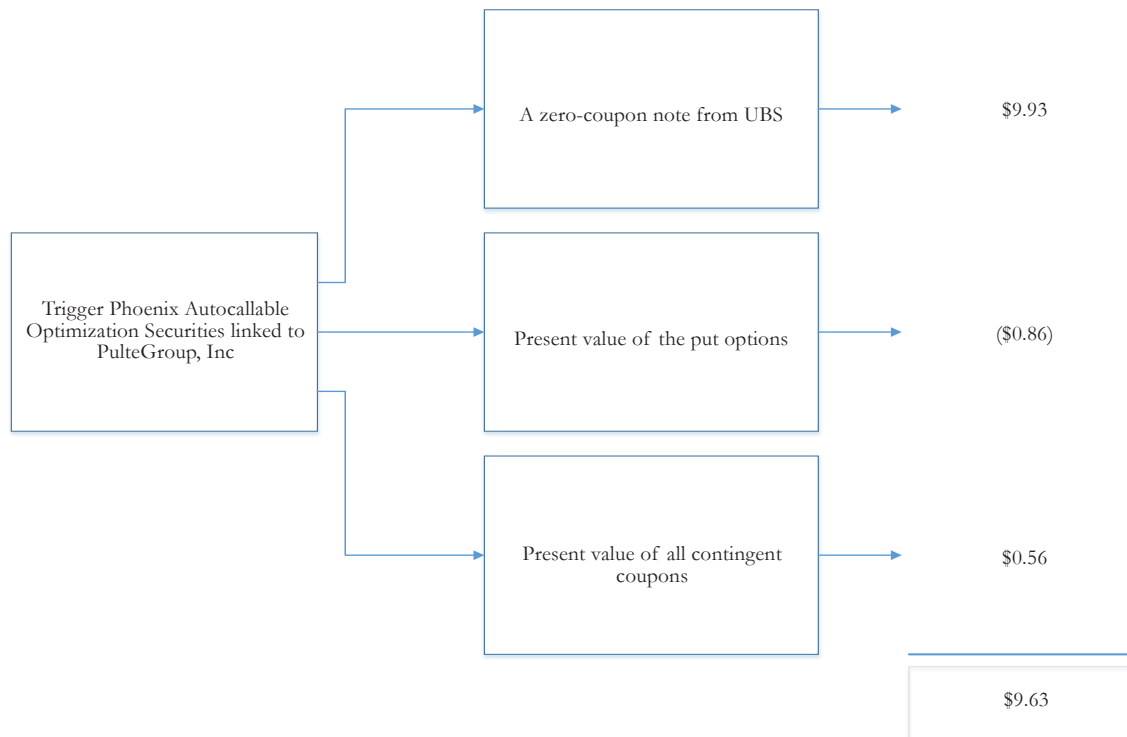 A zero-coupon note from UBS
$9.93
Trigger Phoenix Autocallable
Optimization Securities linked to
PulteGroup, Inc
Present value of the put options
($0.86)
Present value of all contingent
coupons
$0.56
$9.63